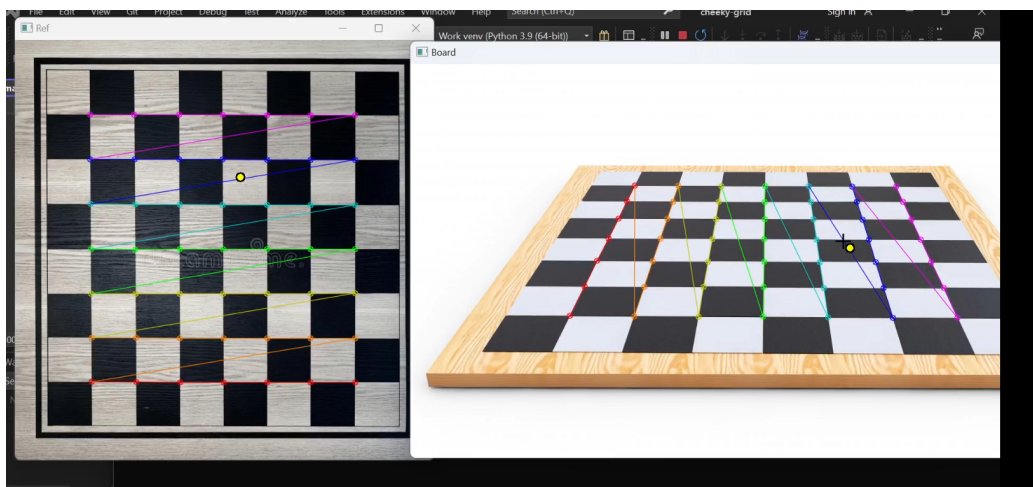 File Edit View Git Project Debug Test Analyze Tools Extensions Window Help Search (Ctrl+Q) cheeky-grid Sign in
Ref
Work venv (Python 3.9 (64-bit))
Board